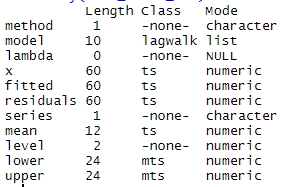 Length Class Mode
method 1 -none- character
model 10 lagwalk list
lambda 0 -none- NULL
x 60 ts numeric
fitted 60 ts numeric
residuals 60 ts numeric
series 1 -none- character
mean 12 ts numeric
level 2 -none- numeric
lower 24 mts numeric
upper 24 mts numeric